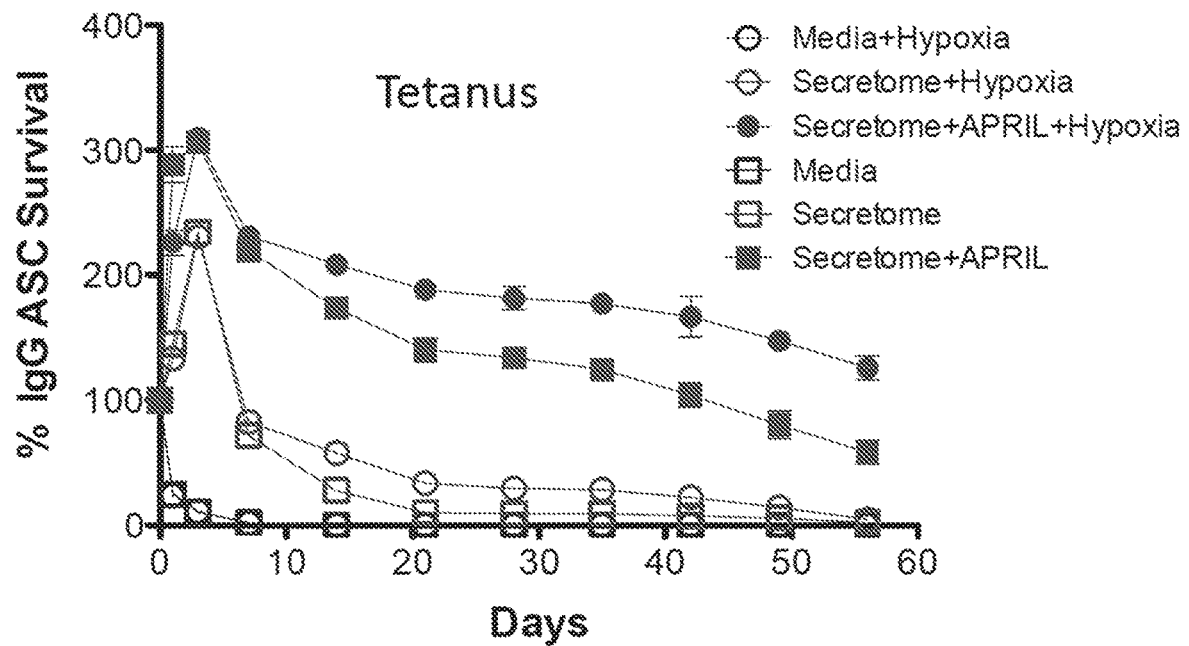 Tetanus
Media+Hypoxia
Secretome+Hypoxia
Secretome+APRIL+Hypoxia
Media
Secretome
Secretome+APRIL
% IgG ASC Survival
400
300
200
100
0
0 10 20 30 40 50 60
Days